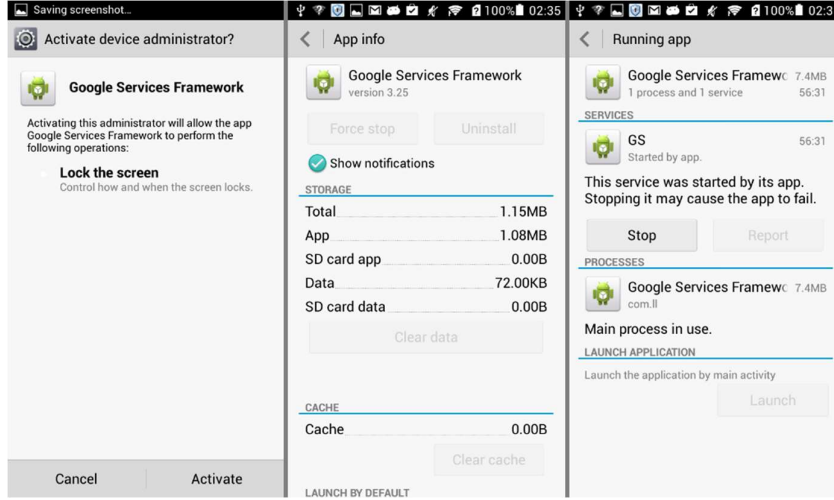 Saving screenshot...
Activate device administrator?
Google Services Framework
Activating this administrator will allow the app
Google Services Framework to perform the
following operations:
Lock the screen
Control how and when the screen locks.
Cancel
Activate
100%
02:35
App info
Google Services Framework
version 3.25
Force stop
Uninstall
Show notifications
STORAGE
Total 1.15MB
App 1.08MB
SD card app 0.00B
Data 72.00KB
SD card data 0.00B
Clear data
CACHE
Cache 0.00B
Clear cache
LAUNCH BY DEFAULT
100%
02:3
Running app
Google Services Framewo 7.4MB
1 process and 1 service 56:31
SERVICES
GS 56:31
Started by app.
This service was started by its app.
Stopping it may cause the app to fail.
Stop
Report
PROCESSES
Google Services Framewo 7.4MB
com.ll
Main process in use.
LAUNCH APPLICATION
Launch the application by main activity
Launch